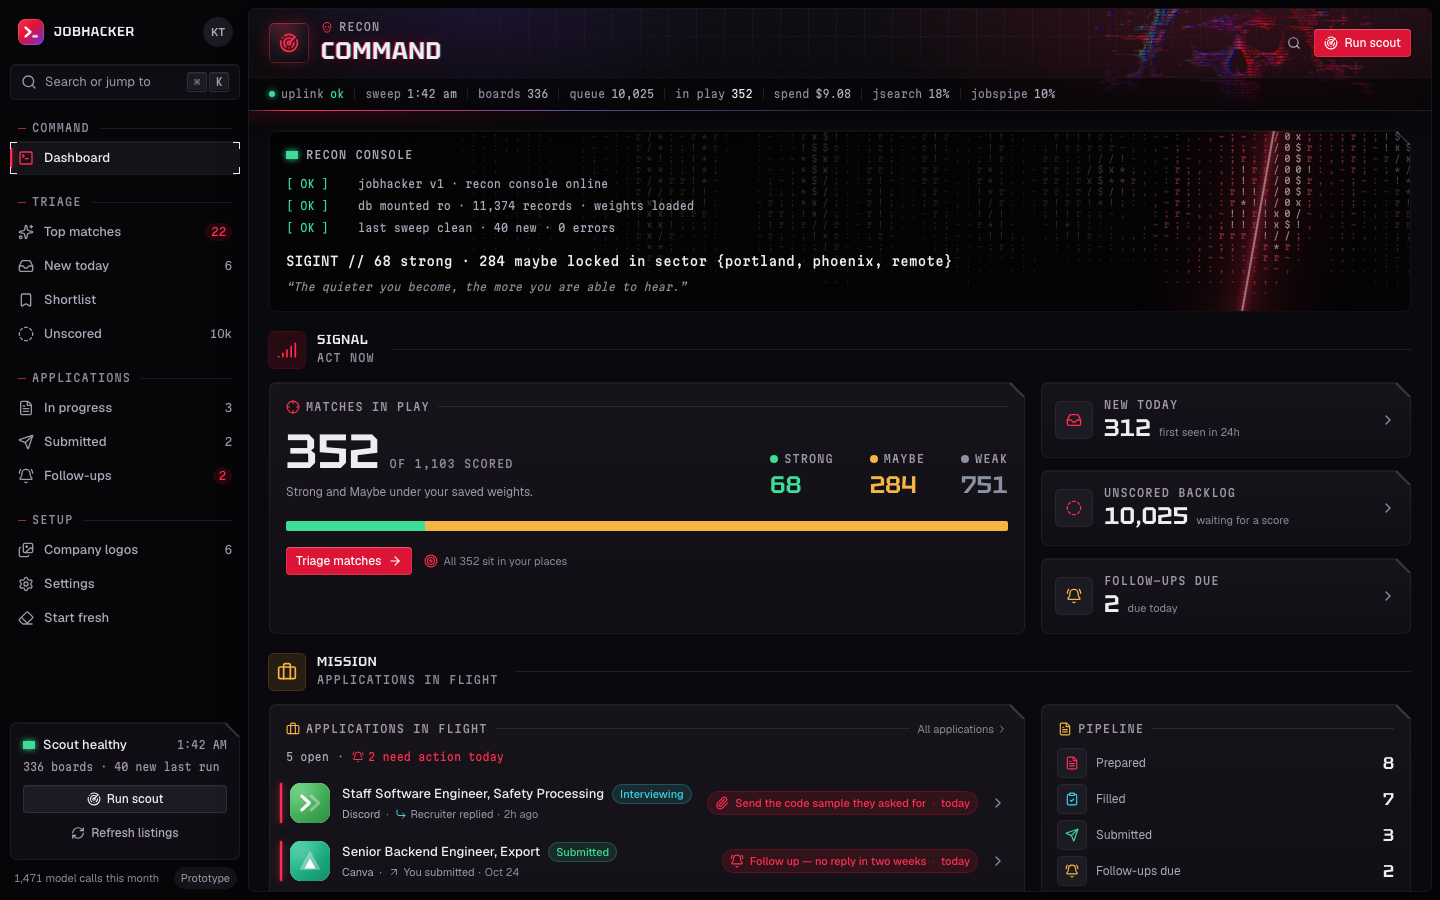 JOBHACKER
KT
Search or jump to
⌘ K
COMMAND
Dashboard
TRIAGE
Top matches 22
New today 6
Shortlist
Unscored 10k
APPLICATIONS
In progress 3
Submitted 2
Follow-ups 2
SETUP
Company logos 6
Settings
Start fresh
Scout healthy 1:42 AM
336 boards · 40 new last run
Run scout
Refresh listings
1,471 model calls this month Prototype
RECON
COMMAND
Run scout
uplink ok sweep 1:42 am boards 336 queue 10,025 in play 352 spend $9.08 jsearch 18% jobspipe 10%
RECON CONSOLE
[ OK ] jobhacker v1 · recon console online
[ OK ] db mounted ro · 11,374 records · weights loaded
[ OK ] last sweep clean · 40 new · 0 errors
SIGINT // 68 strong · 284 maybe locked in sector {portland, phoenix, remote}
“The quieter you become, the more you are able to hear.”
SIGNAL
ACT NOW
MATCHES IN PLAY
352 OF 1,103 SCORED
Strong and Maybe under your saved weights.
STRONG MAYBE WEAK
68 284 751
Triage matches
All 352 sit in your places
NEW TODAY
312 first seen in 24h
UNSCORED BACKLOG
10,025 waiting for a score
FOLLOW-UPS DUE
2 due today
MISSION
APPLICATIONS IN FLIGHT
APPLICATIONS IN FLIGHT
All applications
5 open · 2 need action today
Staff Software Engineer, Safety Processing Interviewing
Discord · Recruiter replied · 2h ago
Send the code sample they asked for · today
Senior Backend Engineer, Export Submitted
Canva · You submitted · Oct 24
Follow up — no reply in two weeks · today
PIPELINE
Prepared 8
Filled 7
Submitted 3
Follow-ups due 2